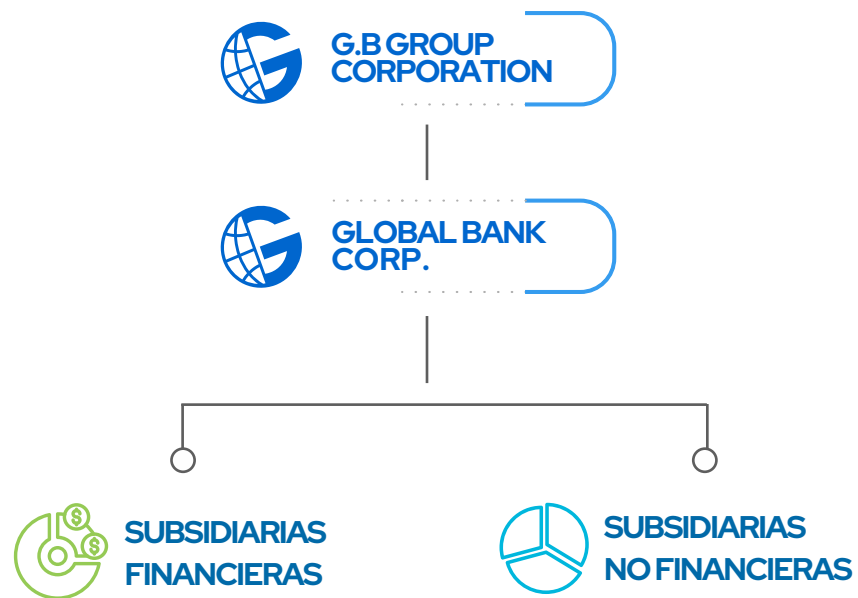 G.B GROUP
CORPORATION
GLOBAL BANK
CORP.
SUBSIDIARIAS
FINANCIERAS
SUBSIDIARIAS
NO FINANCIERAS